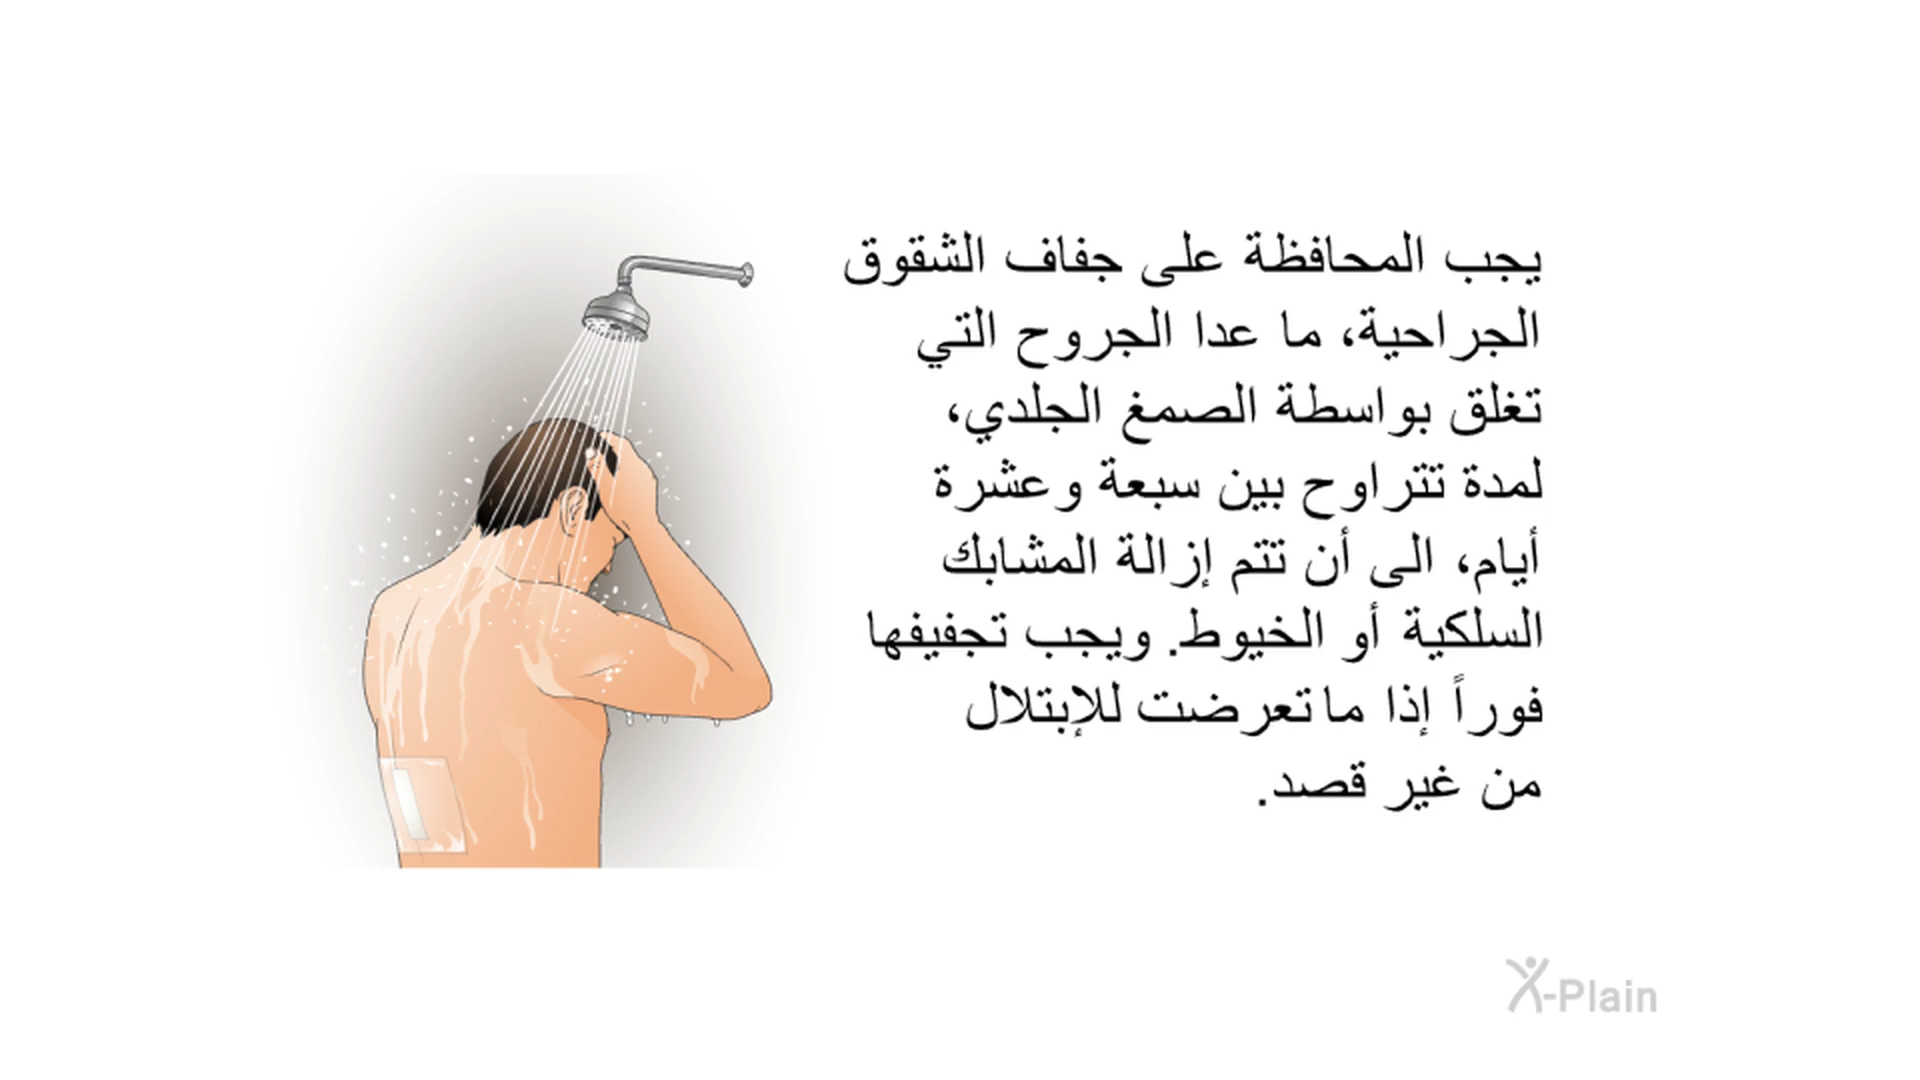 يجب المحافظة على جفاف الشقوق
الجراحية، ما عدا الجروح التي
تغلق بواسطة الصمغ الجلدي،
لمدة تتراوح بين سبعة وعشرة
أيام، الى أن تتم إزالة المشابك
السلكية أو الخيوط. ويجب تجفيفها
فوراً إذا ما تعرضت للإبتلال
من غير قصد.
X-Plain